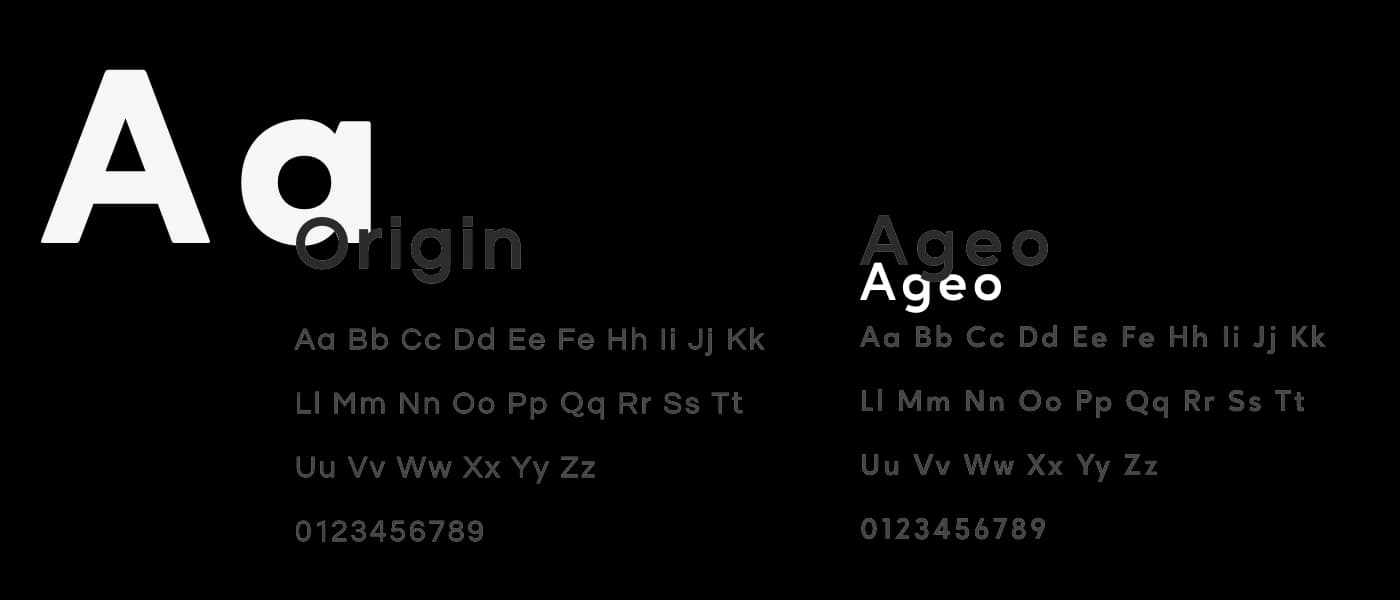 Aa
Origin
Aa Bb Cc Dd Ee Fe Hh Ii Jj Kk
Ll Mm Nn Oo Pp Qq Rr Ss Tt
Uu Vv Ww Xx Yy Zz
0123456789
Ageo
Ageo
Aa Bb Cc Dd Ee Fe Hh Ii Jj Kk
Ll Mm Nn Oo Pp Qq Rr Ss Tt
Uu Vv Ww Xx Yy Zz
0123456789